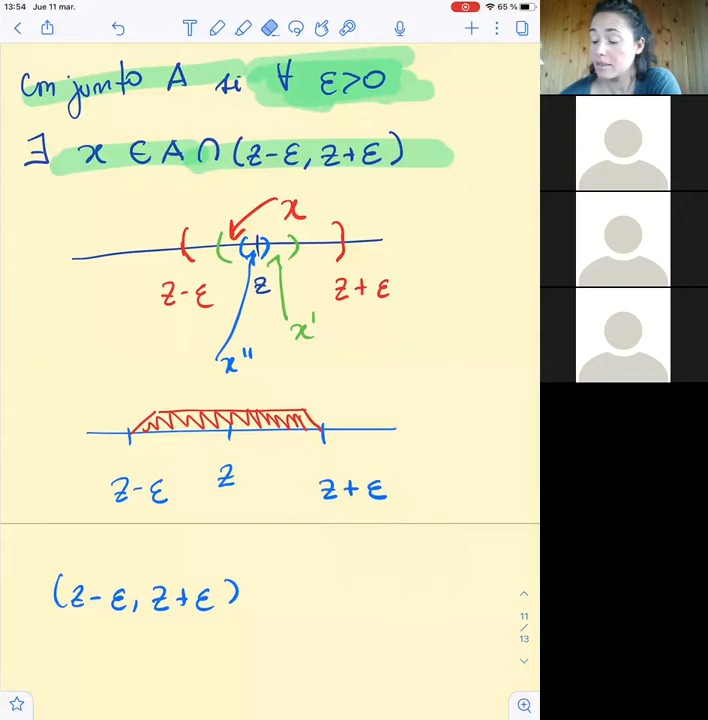 13:54 Jue 11 mar. 65 %
Conjunto A si ∀ ε>0
∃ x ∈ A ∩ (z-ε, z+ε)
x
z-ε z z+ε
x'
x''
z-ε z z+ε
(z-ε, z+ε)
11
/
13